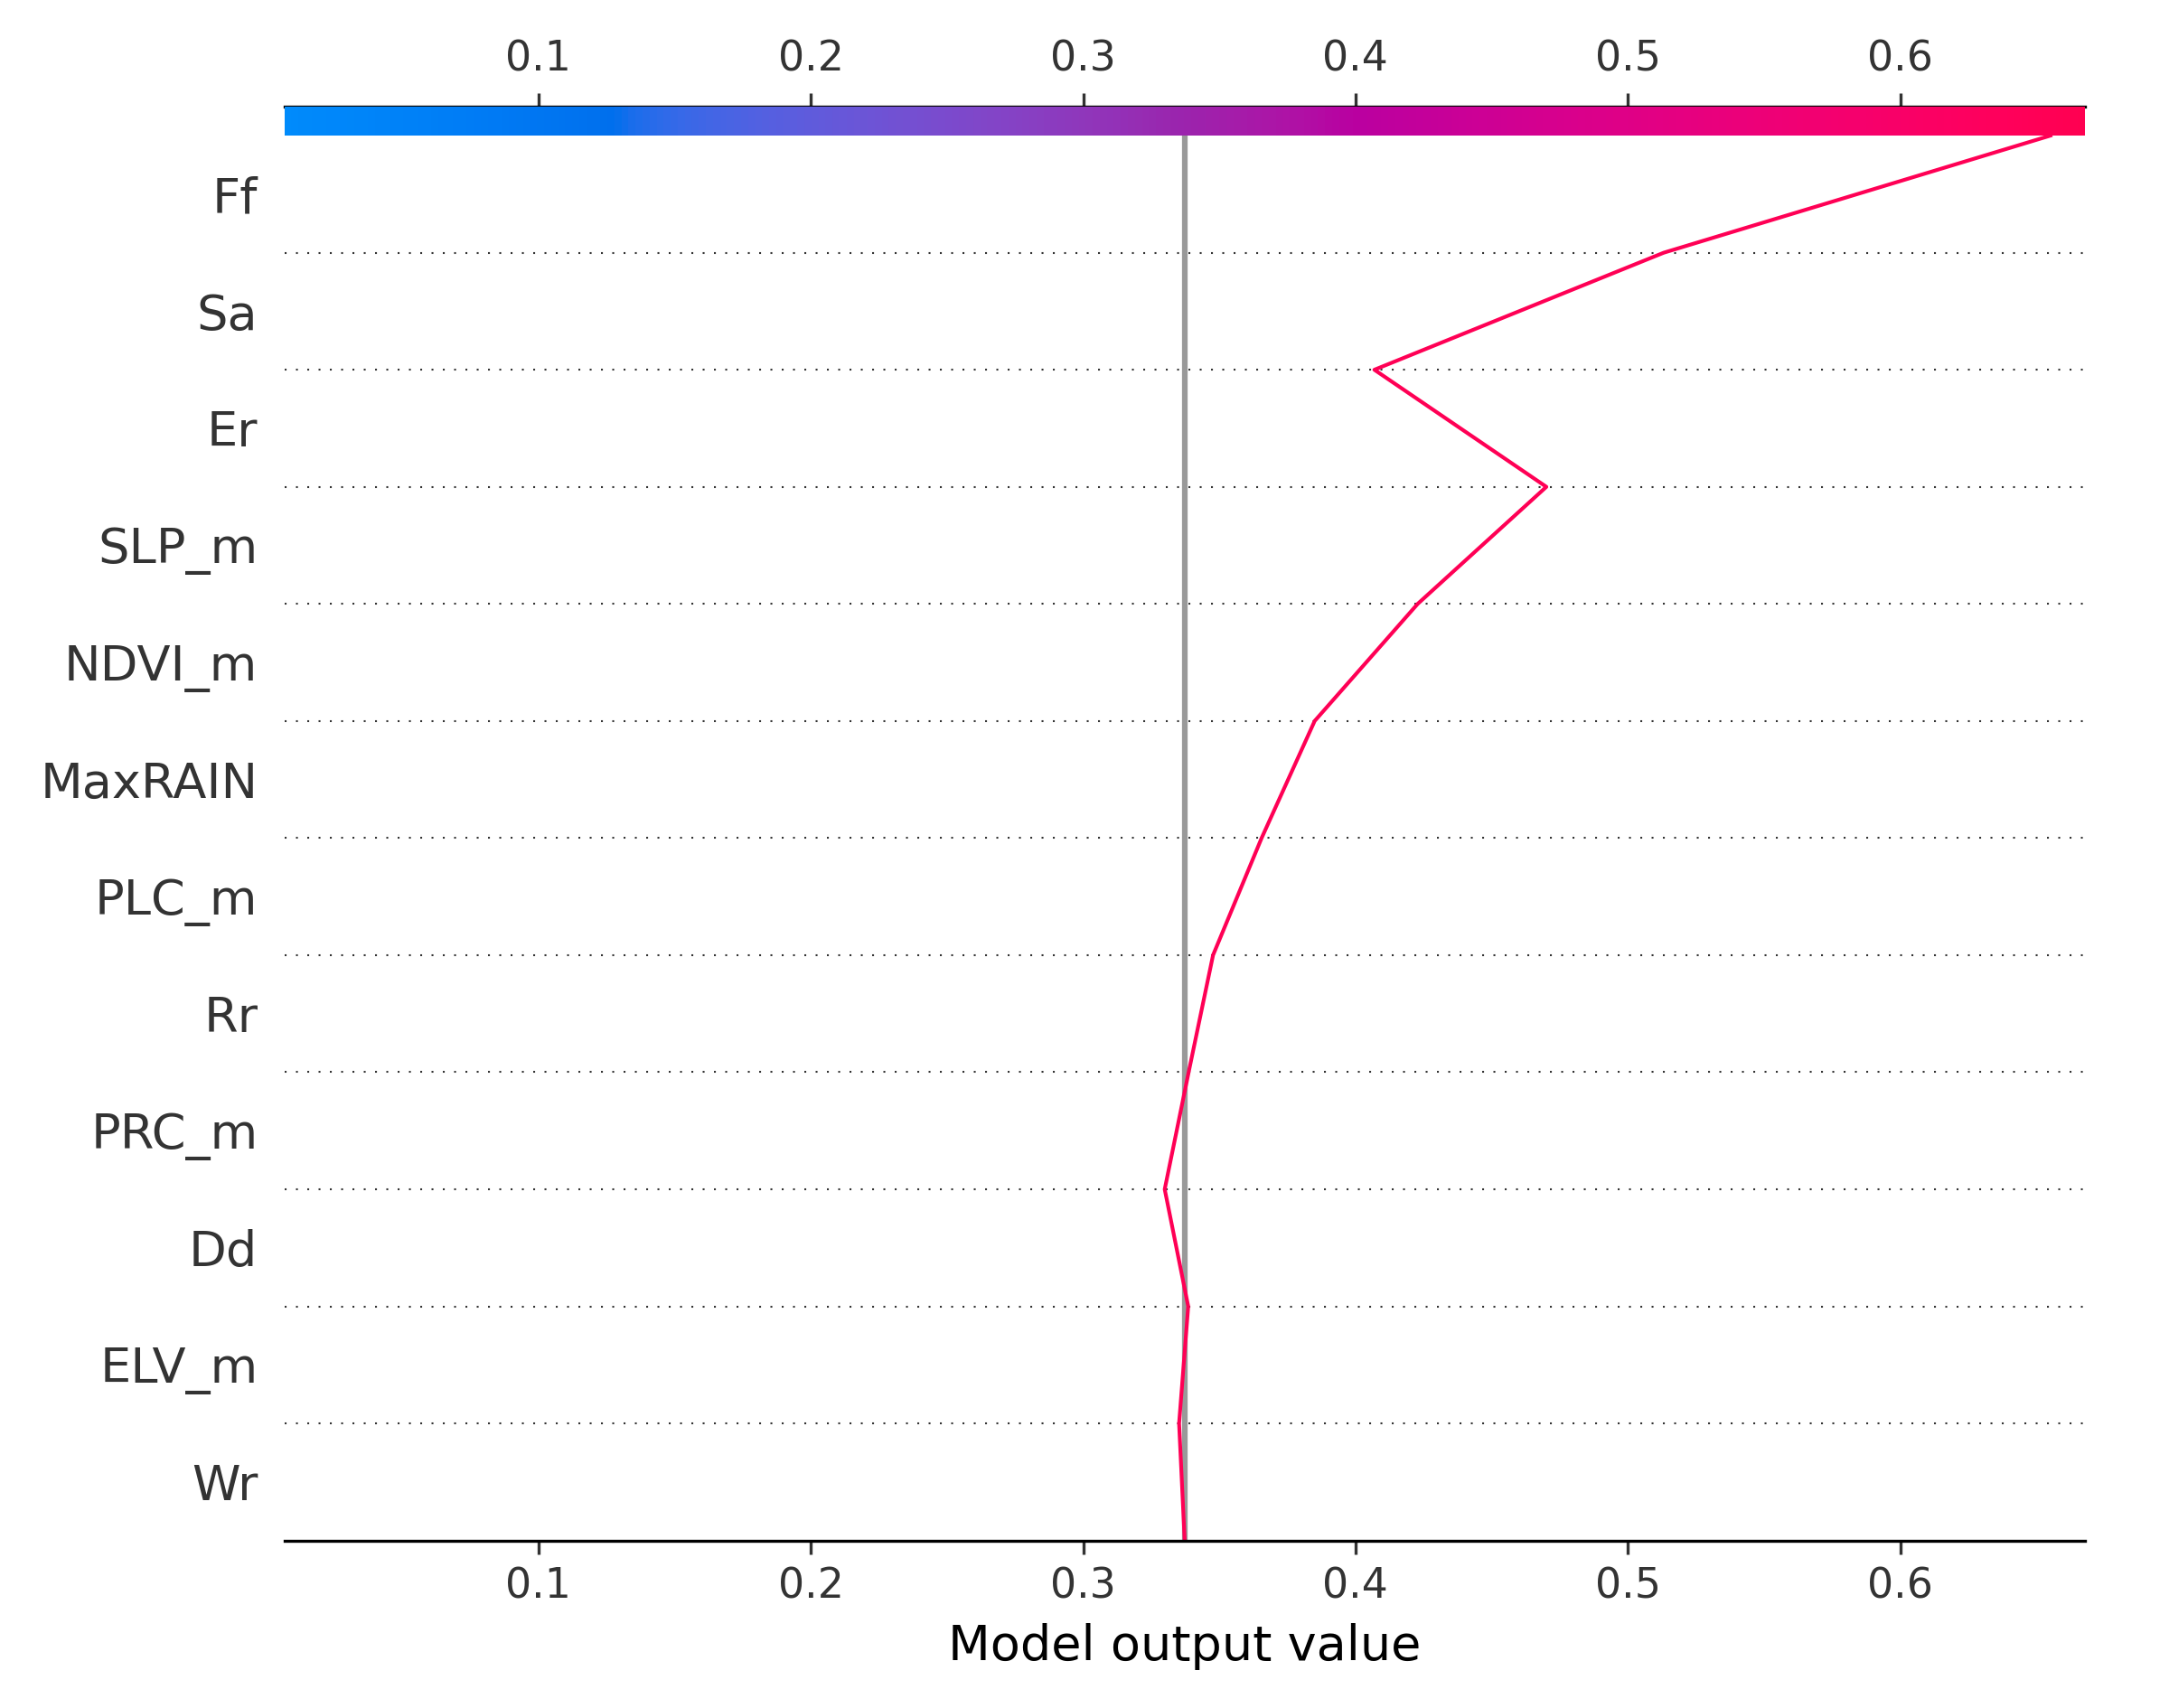 0.1 0.2 0.3 0.4 0.5 0.6
Ff
Sa
Er
SLP_m
NDVI_m
MaxRAIN
PLC_m
Rr
PRC_m
Dd
ELV_m
Wr
0.1 0.2 0.3 0.4 0.5 0.6
Model output value